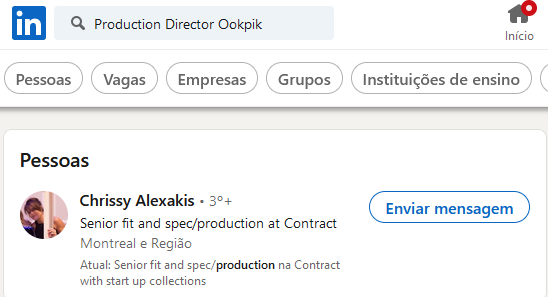 in
Production Director Ookpik
Início
Pessoas
Vagas
Empresas
Grupos
Instituições de ensino
Pessoas
Chrissy Alexakis • 3º+
Senior fit and spec/production at Contract
Enviar mensagem
Montreal e Região
Atual: Senior fit and spec/production na Contract
with start up collections